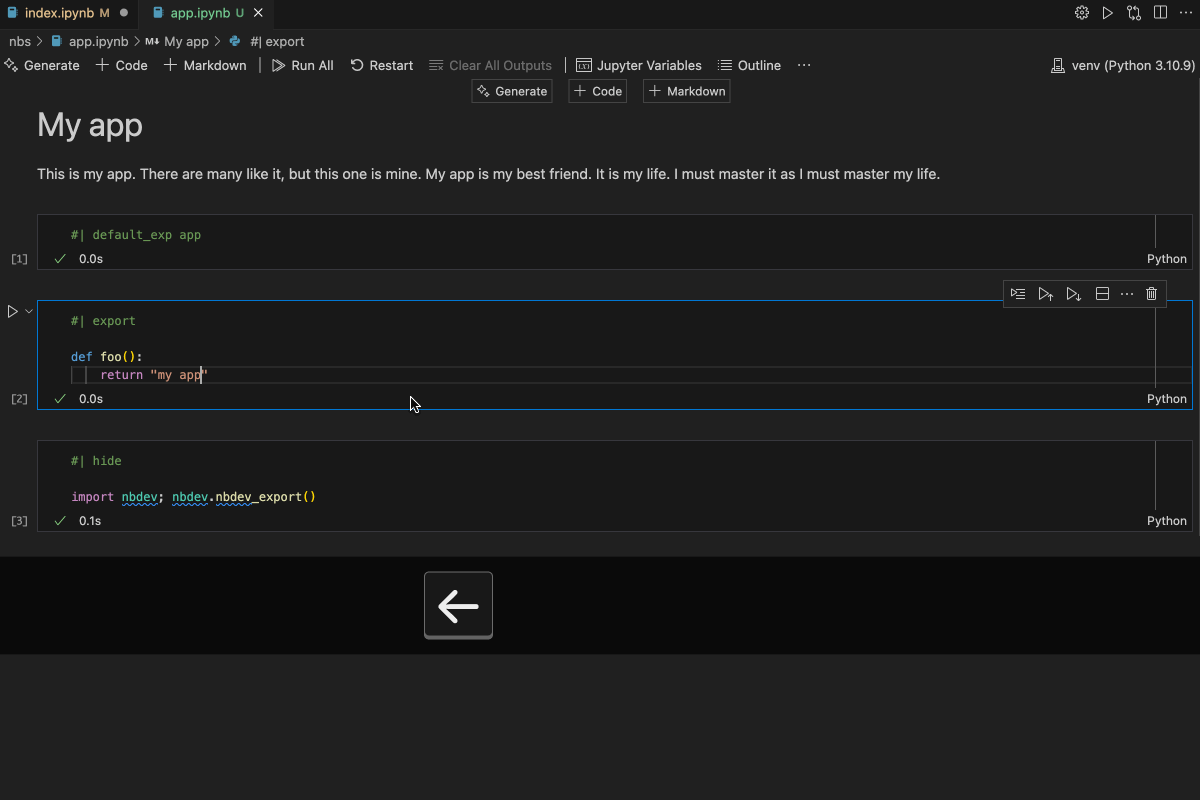 index.ipynb M ● app.ipynb U ×
nbs > app.ipynb > M↓ My app > #| export
Generate + Code + Markdown | Run All Restart Clear All Outputs | Jupyter Variables Outline ··· venv (Python 3.10.9)
Generate + Code + Markdown
My app
This is my app. There are many like it, but this one is mine. My app is my best friend. It is my life. I must master it as I must master my life.
#| default_exp app
[1] ✓ 0.0s Python
#| export
def foo():
return "my app"
[2] ✓ 0.0s Python
#| hide
import nbdev; nbdev.nbdev_export()
[3] ✓ 0.1s Python
←